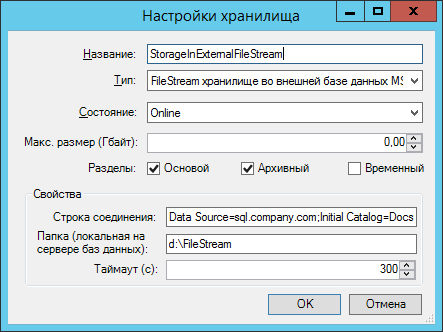 Настройки хранилища
Название: StorageInExternalFileStream
Тип: FileStream хранилище во внешней базе данных MS
Состояние: Online
Макс. размер (Гбайт) 0,00
Разделы: Основой Архивный Временный
Свойства
Строка соединения: Data Source=sql.company.com;Initial Catalog=Docs
Папка (локальная на
сервере баз данных): d:\FileStream
Таймаут (с): 300
OK Отмена